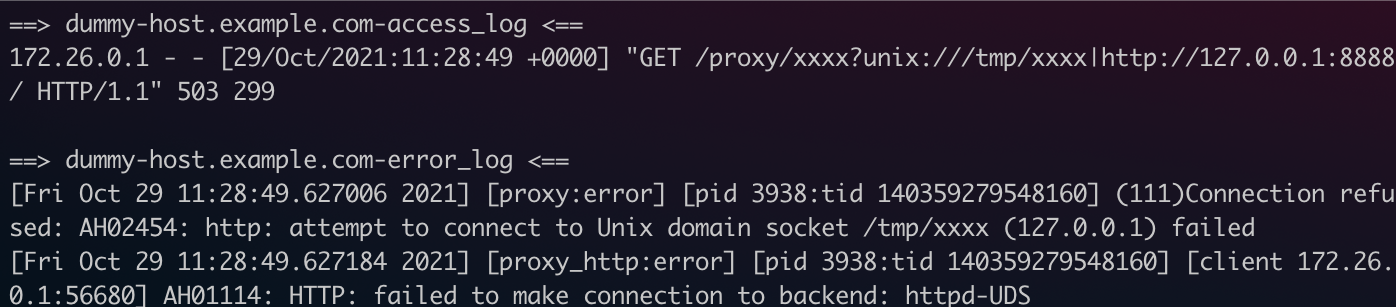 ==> dummy-host.example.com-access_log <==
172.26.0.1 - - [29/Oct/2021:11:28:49 +0000] "GET /proxy/xxxx?unix:///tmp/xxxx|http://127.0.0.1:8888
/ HTTP/1.1" 503 299
==> dummy-host.example.com-error_log <==
[Fri Oct 29 11:28:49.627006 2021] [proxy:error] [pid 3938:tid 140359279548160] (111)Connection refu
sed: AH02454: http: attempt to connect to Unix domain socket /tmp/xxxx (127.0.0.1) failed
[Fri Oct 29 11:28:49.627184 2021] [proxy_http:error] [pid 3938:tid 140359279548160] [client 172.26.
0.1:56680] AH01114: HTTP: failed to make connection to backend: httpd-UDS